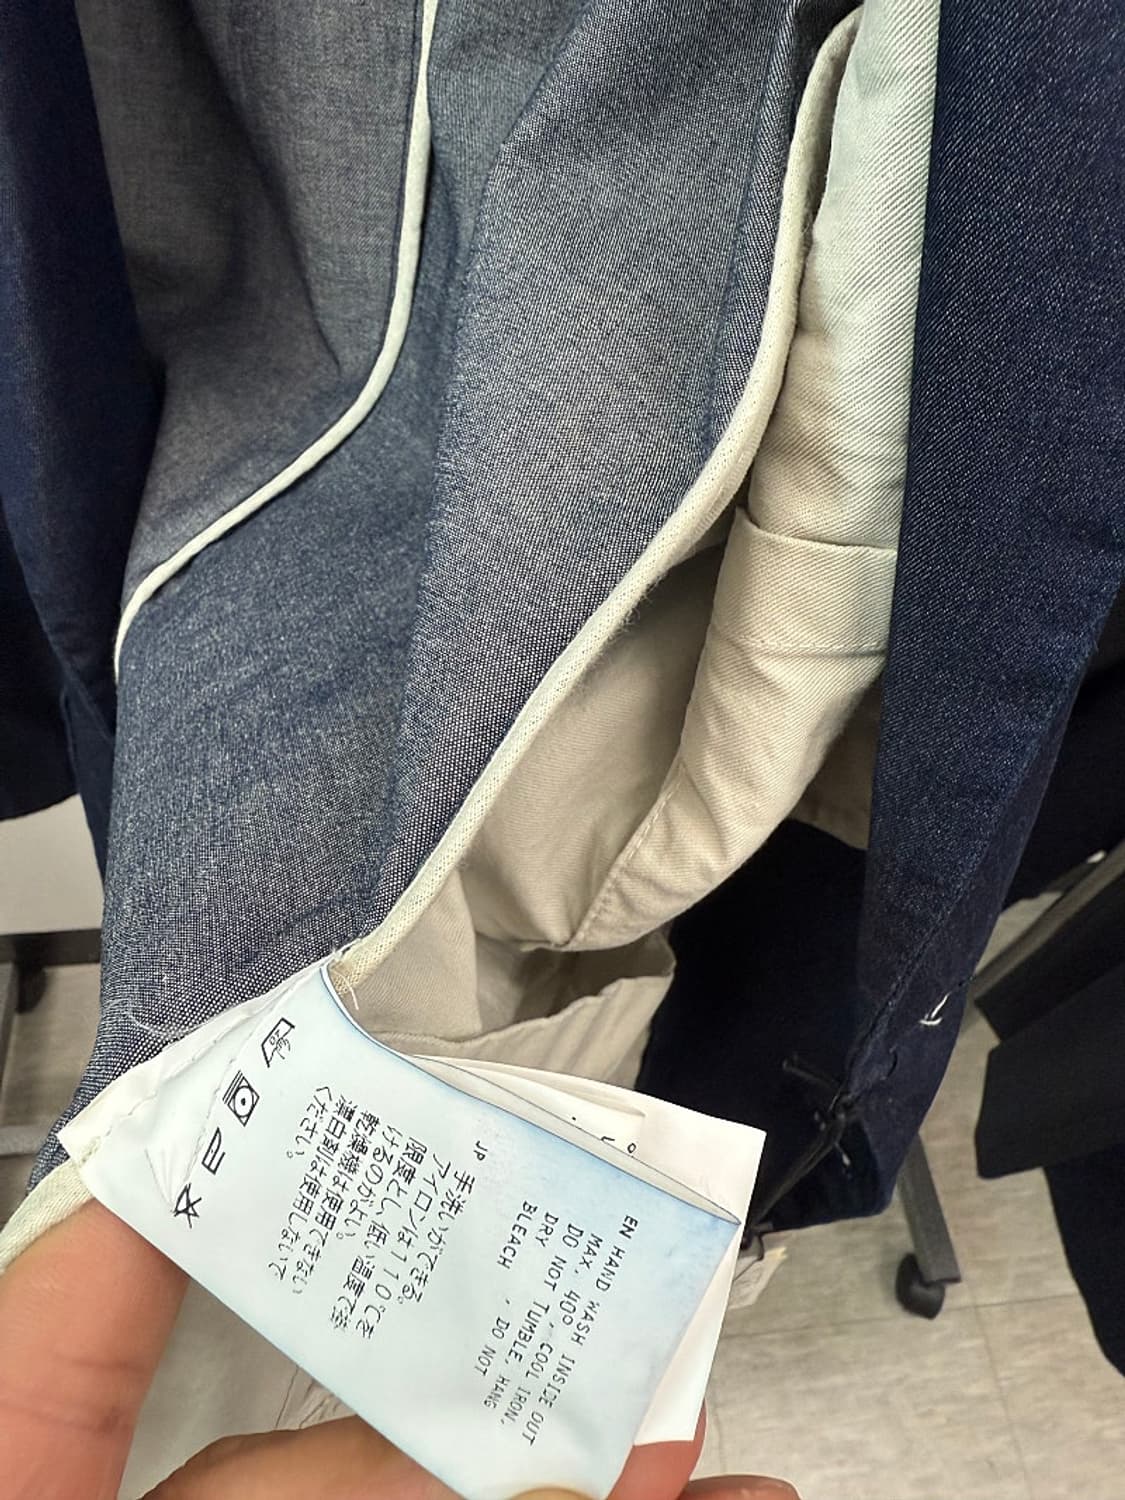 40
EN HAND WASH INSIDE OUT
MAX. 40°, COOL IRON,
DO NOT TUMBLE, HANG
DRY , DO NOT
BLEACH
JP 手洗いができる。
アイロンは110℃を
限度とし、低い温度で
けるのがよい。
乾燥機は使用できない
漂白剤は使用しないで
ください。